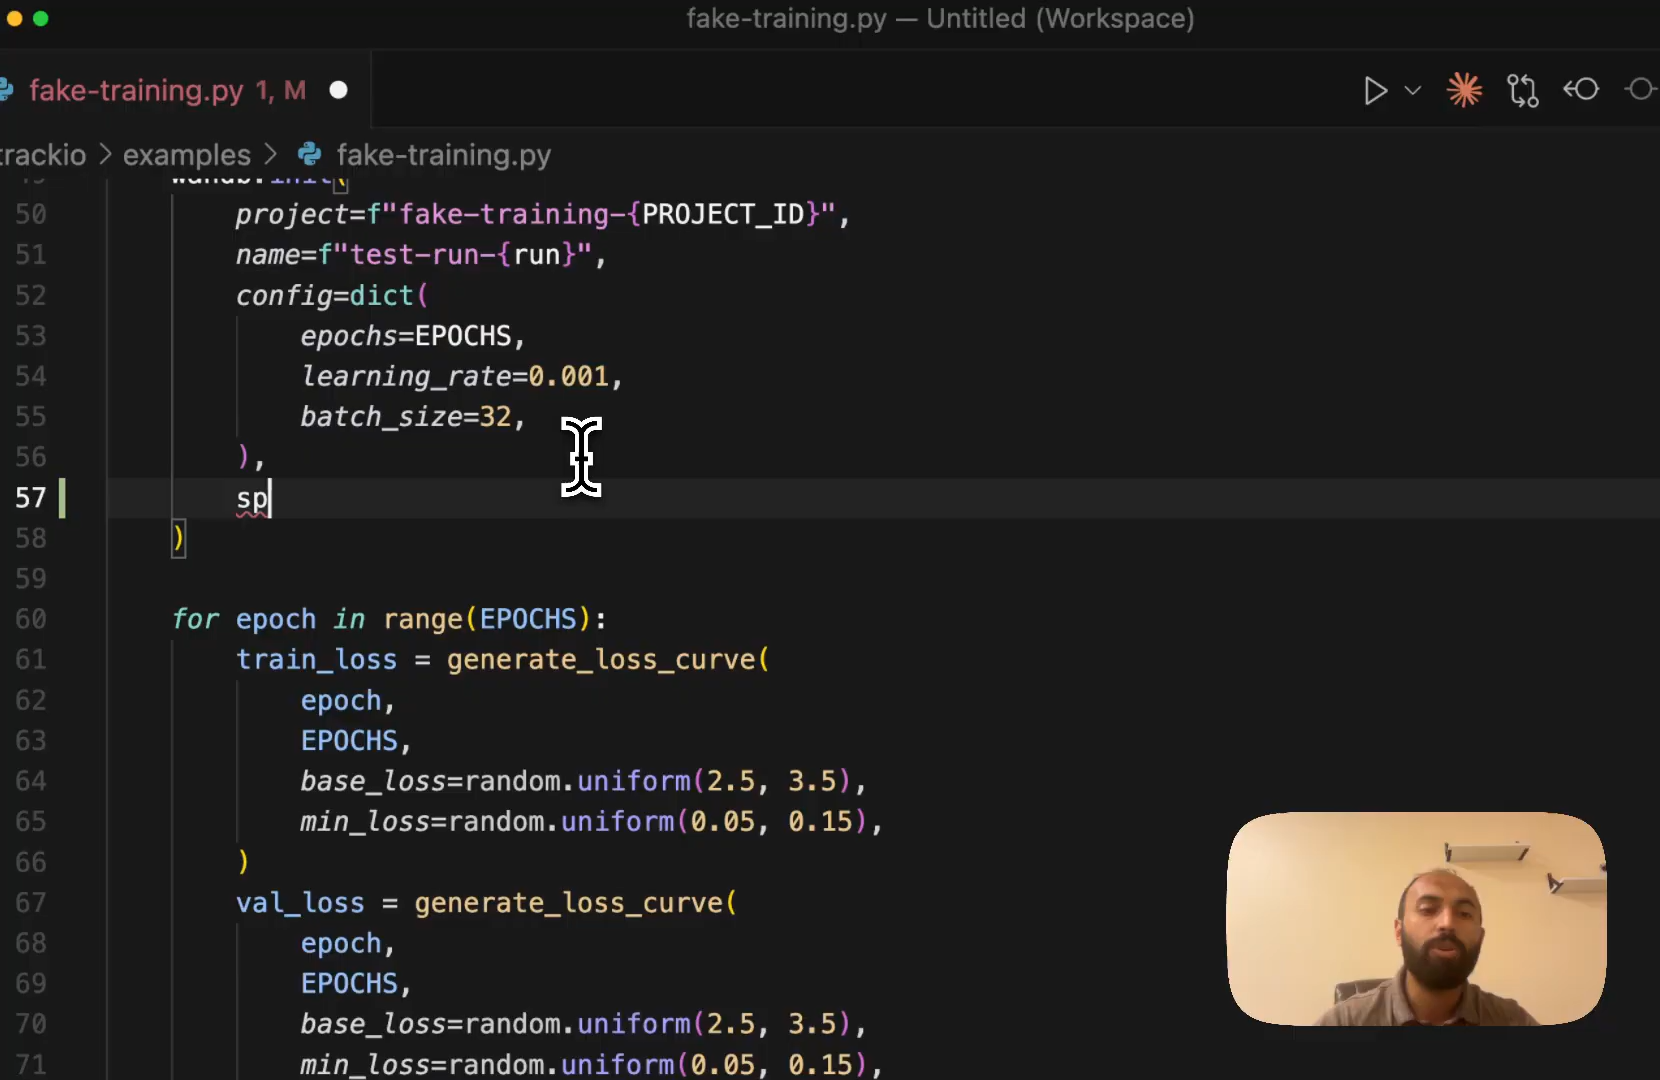 fake-training.py — Untitled (Workspace)
fake-training.py 1, M
trackio > examples > fake-training.py
49 wandb.init(
50 project=f"fake-training-{PROJECT_ID}",
51 name=f"test-run-{run}",
52 config=dict(
53 epochs=EPOCHS,
54 learning_rate=0.001,
55 batch_size=32,
56 ),
57 sp
58 )
59
60 for epoch in range(EPOCHS):
61 train_loss = generate_loss_curve(
62 epoch,
63 EPOCHS,
64 base_loss=random.uniform(2.5, 3.5),
65 min_loss=random.uniform(0.05, 0.15),
66 )
67 val_loss = generate_loss_curve(
68 epoch,
69 EPOCHS,
70 base_loss=random.uniform(2.5, 3.5),
71 min_loss=random.uniform(0.05, 0.15),